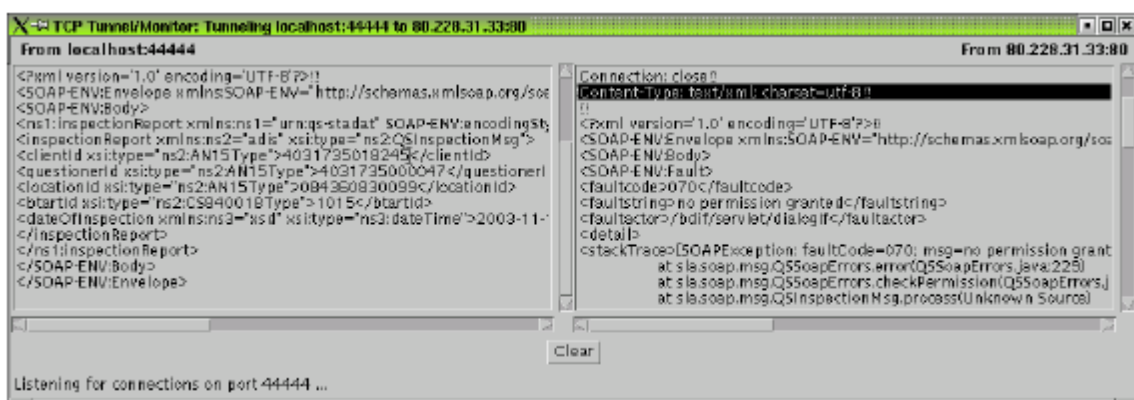 TCP Tunnel/Monitor: Tunneling localhost:44444 to 80.228.31.33:80
From localhost:44444
From 80.228.31.33:80
<?xml version='1.0' encoding='UTF-8'?>!!
<SOAP-ENV:Envelope xmlns:SOAP-ENV="http://schemas.xmlsoap.org/soa
<SOAP-ENV:Body>
<ns1:inspectionReport xmlns:ns1="urn:qs-stadat" SOAP-ENV:encodingSty
<inspectionReport xmlns:ns2="adis" xsi:type="ns2:QSInspectionMsg">
<clientId xsi:type="ns2:AN15Type">4031735018245</clientId>
<questionerId xsi:type="ns2:AN15Type">4031735000047</questionerI
<locationId xsi:type="ns2:AN15Type">084360830099</locationId>
<btartId xsi:type="ns2:CS840018Type">1015</btartId>
<dateOfInspection xmlns:ns3="xsd" xsi:type="ns3:dateTime">2003-11-
</inspectionReport>
</ns1:inspectionReport>
</SOAP-ENV:Body>
</SOAP-ENV:Envelope>
Connection: close!!
Content-Type: text/xml; charset=utf-8!!
!!
<?xml version='1.0' encoding='UTF-8'?>!!
<SOAP-ENV:Envelope xmlns:SOAP-ENV="http://schemas.xmlsoap.org/soa
<SOAP-ENV:Body>
<SOAP-ENV:Fault>
<faultcode>070</faultcode>
<faultstring>no permission granted</faultstring>
<faultactor>/bdif/servlet/dialogif</faultactor>
<detail>
<stackTrace>[SOAPException: faultCode=070; msg=no permission grant
at sla.soap.msg.QSSoapErrors.error(QSSoapErrors.java:229)
at sla.soap.msg.QSSoapErrors.checkPermission(QSSoapErrors.j
at sla.soap.msg.QSInspectionMsg.process(Unknown Source)
Clear
Listening for connections on port 44444 ...